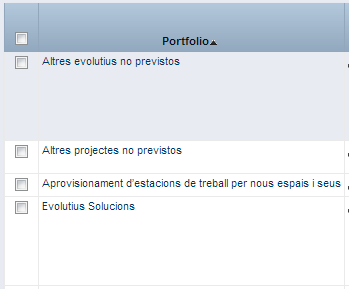 Portfolio
Altres evolutius no previstos
Altres projectes no previstos
Aprovisionament d'estacions de treball per nous espais i seus
Evolutius Solucions